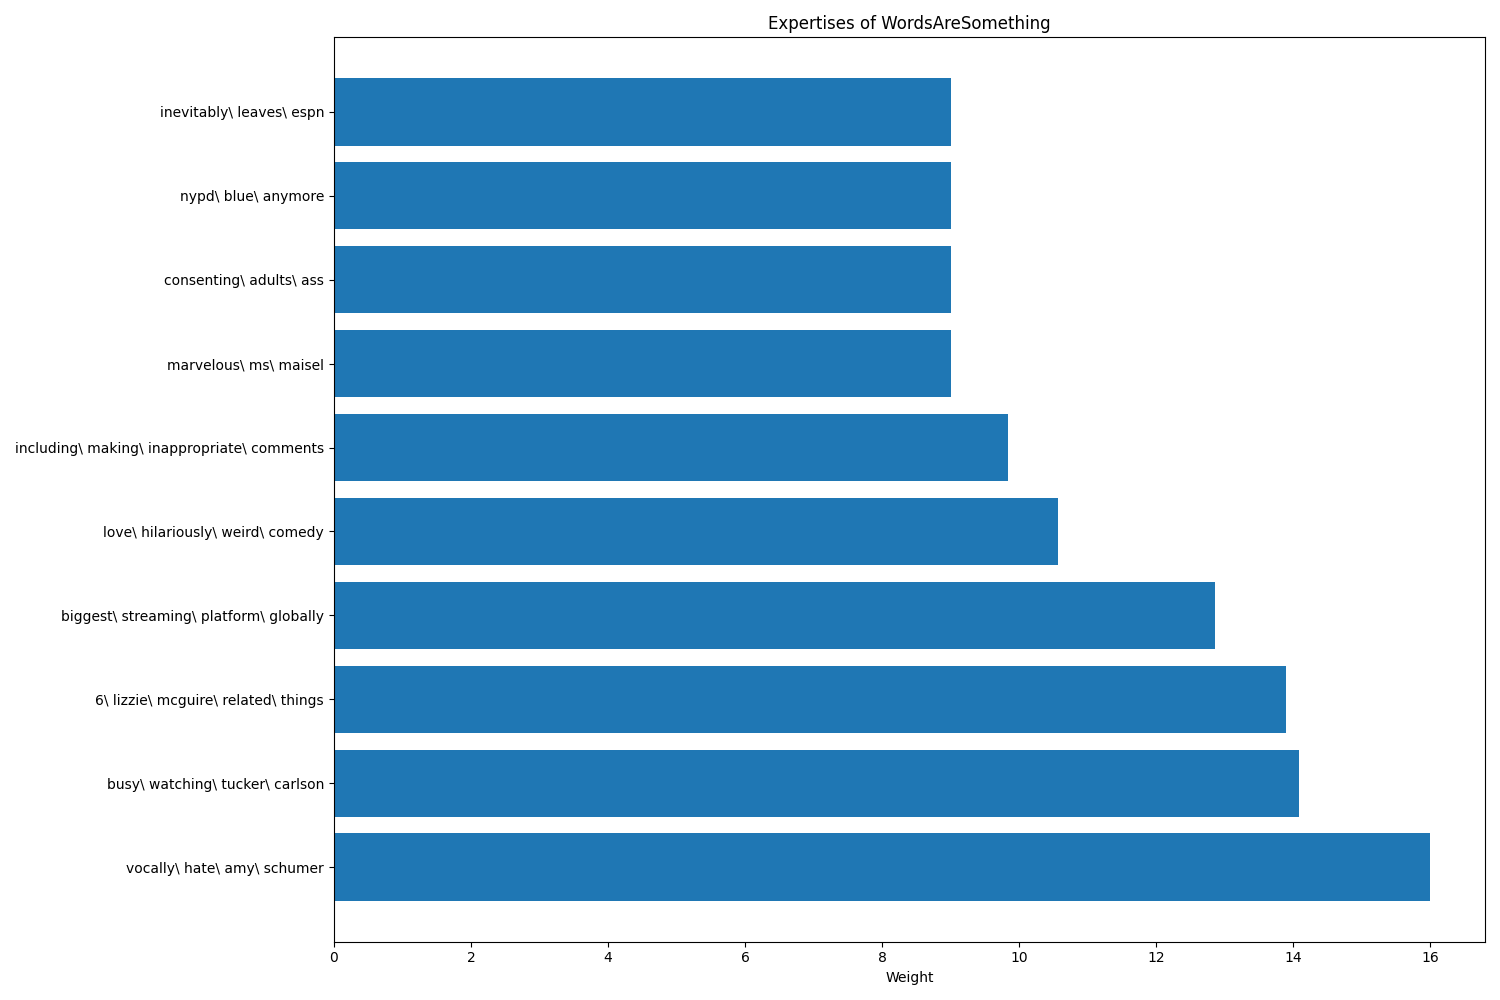 Expertises of WordsAreSomething
inevitably\ leaves\ espn
nypd\ blue\ anymore
consenting\ adults\ ass
marvelous\ ms\ maisel
including\ making\ inappropriate\ comments
love\ hilariously\ weird\ comedy
biggest\ streaming\ platform\ globally
6\ lizzie\ mcguire\ related\ things
busy\ watching\ tucker\ carlson
vocally\ hate\ amy\ schumer
0 2 4 6 8 10 12 14 16
Weight